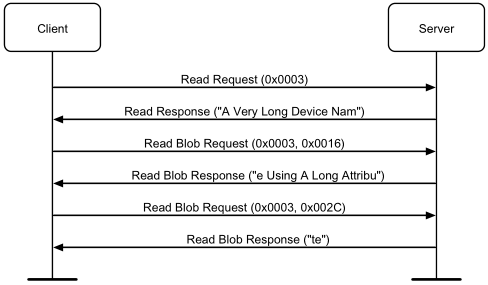 Client
Server
Read Request (0x0003)
Read Response ("A Very Long Device Nam")
Read Blob Request (0x0003, 0x0016)
Read Blob Response ("e Using A Long Attribu")
Read Blob Request (0x0003, 0x002C)
Read Blob Response ("te")